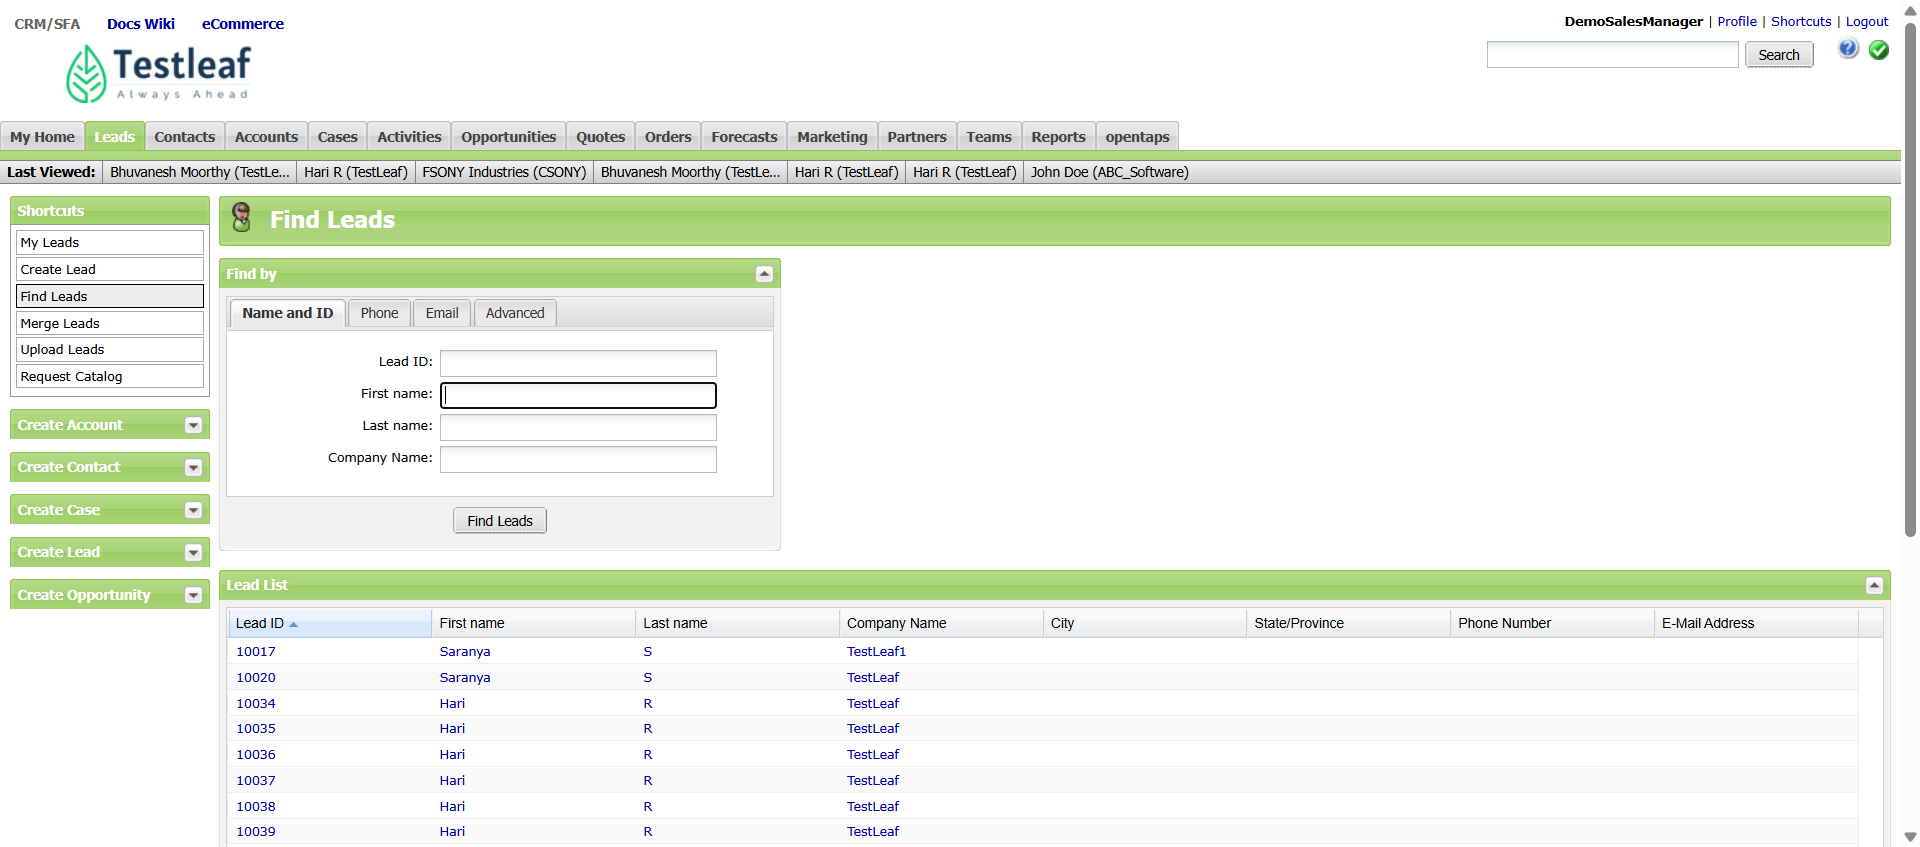 CRM/SFA Docs Wiki eCommerce
DemoSalesManager | Profile | Shortcuts | Logout
Testleaf
Always Ahead
Search
My Home Leads Contacts Accounts Cases Activities Opportunities Quotes Orders Forecasts Marketing Partners Teams Reports opentaps
Last Viewed: Bhuvanesh Moorthy (TestLe... Hari R (TestLeaf) FSONY Industries (CSONY) Bhuvanesh Moorthy (TestLe... Hari R (TestLeaf) Hari R (TestLeaf) John Doe (ABC_Software)
Shortcuts
My Leads
Create Lead
Find Leads
Merge Leads
Upload Leads
Request Catalog
Create Account
Create Contact
Create Case
Create Lead
Create Opportunity
Find Leads
Find by
Name and ID Phone Email Advanced
Lead ID:
First name:
Last name:
Company Name:
Find Leads
Lead List
Lead ID First name Last name Company Name City State/Province Phone Number E-Mail Address
10017 Saranya S TestLeaf1
10020 Saranya S TestLeaf
10034 Hari R TestLeaf
10035 Hari R TestLeaf
10036 Hari R TestLeaf
10037 Hari R TestLeaf
10038 Hari R TestLeaf
10039 Hari R TestLeaf